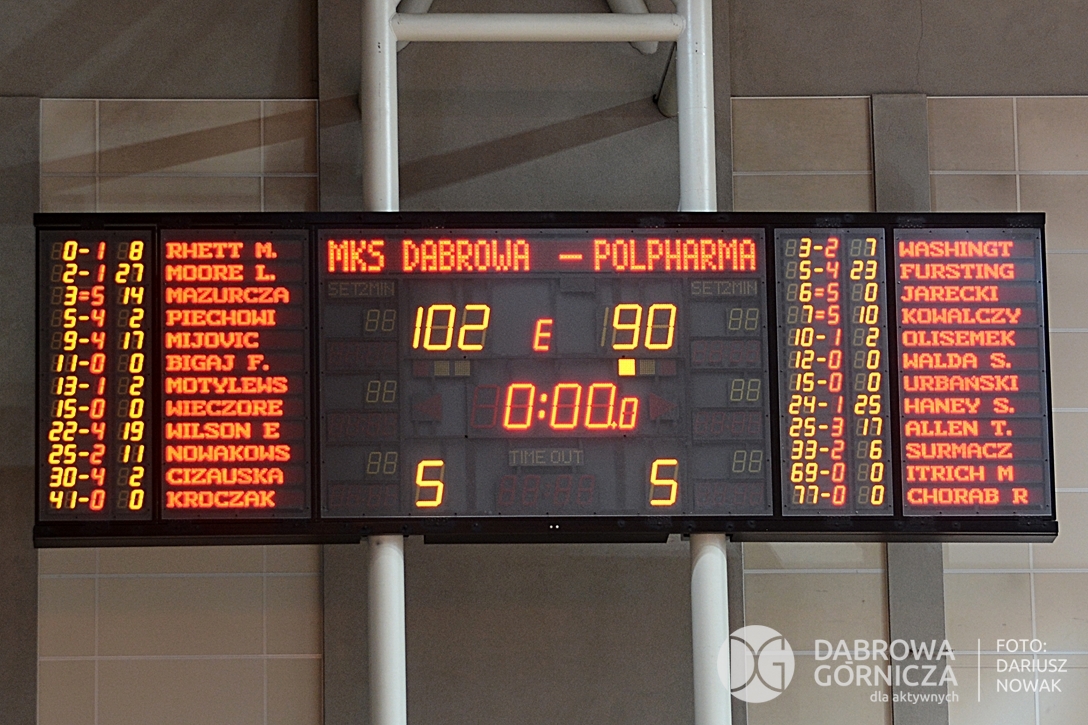 MKS DABROWA – POLPHARMA
SET2MIN SET2MIN
102 E 90
0:00.0
TIME OUT
5 5
0-1 8 RHETT M.
2-1 27 MOORE L.
3=5 14 MAZURCZA
5-4 2 PIECHOWI
9-4 17 MIJOVIC
11-0 0 BIGAJ F.
13-1 2 MOTYLEWS
15-0 0 WIECZORE
22-4 19 WILSON E
25-2 11 NOWAKOWS
30-4 2 CIZAUSKA
41-0 0 KROCZAK
3-2 7 WASHINGT
5-4 23 FURSTING
6=5 0 JARECKI
7=5 10 KOWALCZY
10-1 2 OLISEMEK
12-0 0 WALDA S.
15-0 0 URBAŃSKI
24-1 25 HANEY S.
25-3 17 ALLEN T.
33-2 6 SURMACZ
69-0 0 ITRICH M
77-0 0 CHORAB R
DĄBROWA
GÓRNICZA
dla aktywnych
FOTO:
DARIUSZ
NOWAK